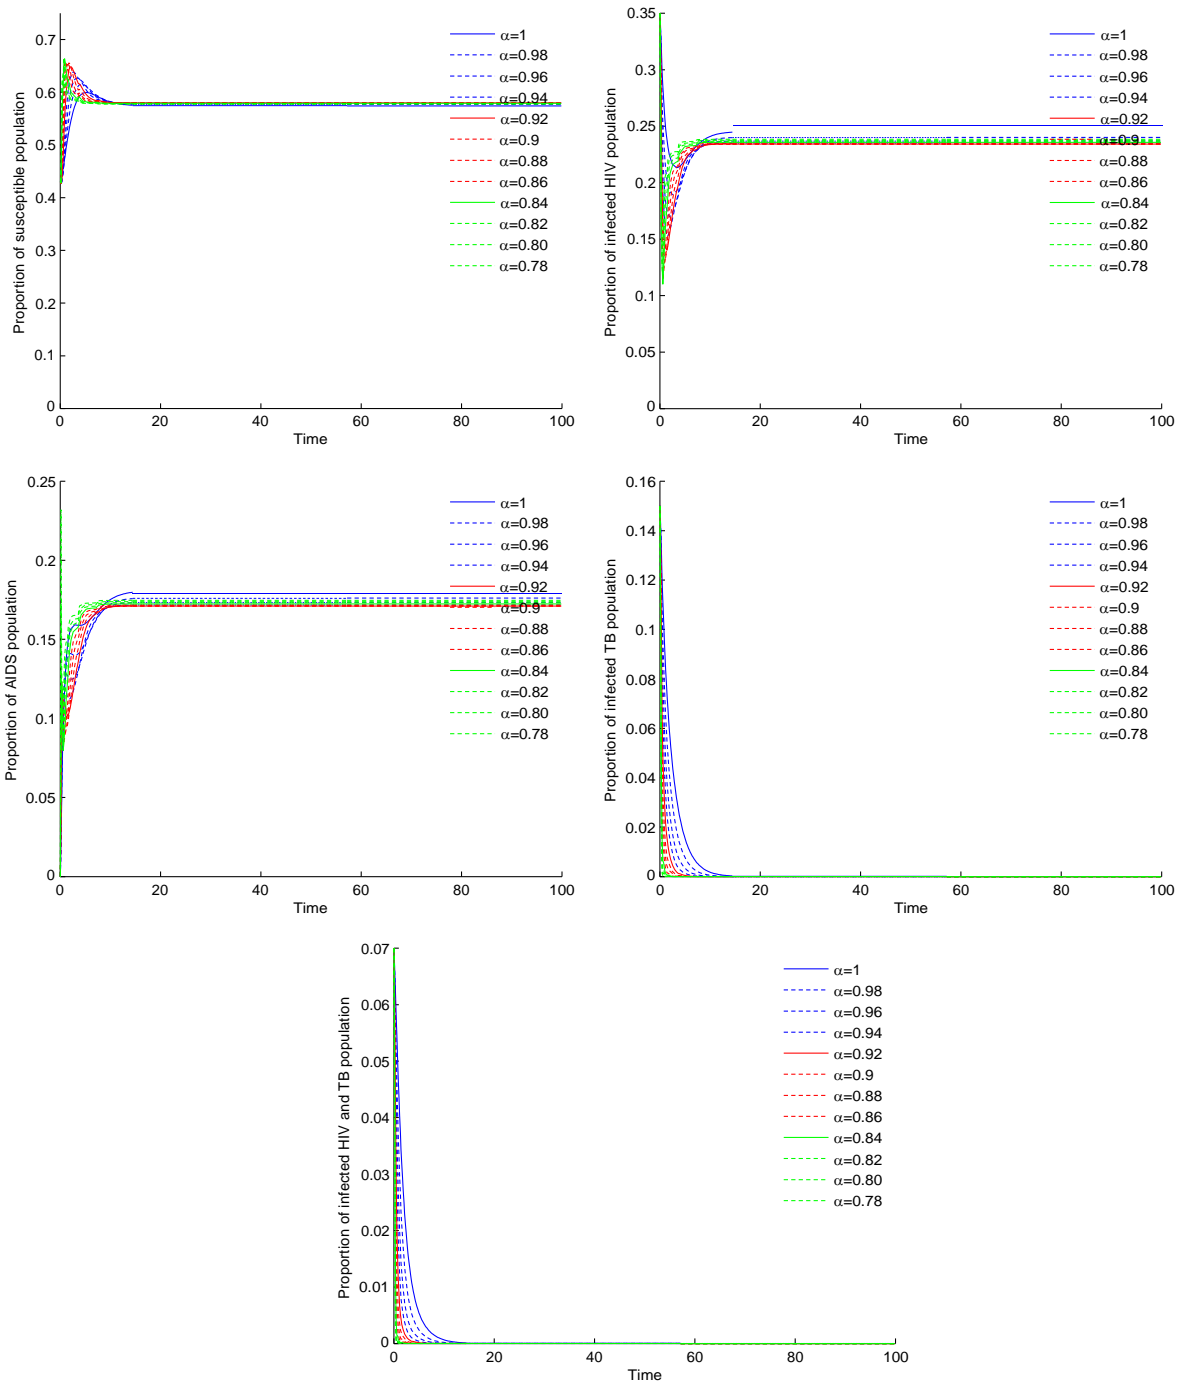 0.7
0.6
0.5
0.4
0.3
0.2
0.1
0
0
20
40
60
80
100
Time
Proportion of susceptible population
α=1
α=0.98
α=0.96
α=0.94
α=0.92
α=0.9
α=0.88
α=0.86
α=0.84
α=0.82
α=0.80
α=0.78
0.35
0.3
0.25
0.2
0.15
0.1
0.05
0
0
20
40
60
80
100
Time
Proportion of infected HIV population
α=1
α=0.98
α=0.96
α=0.94
α=0.92
α=0.9
α=0.88
α=0.86
α=0.84
α=0.82
α=0.80
α=0.78
0.25
0.2
0.15
0.1
0.05
0
0
20
40
60
80
100
Time
Proportion of AIDS population
α=1
α=0.98
α=0.96
α=0.94
α=0.92
α=0.9
α=0.88
α=0.86
α=0.84
α=0.82
α=0.80
α=0.78
0.16
0.14
0.12
0.1
0.08
0.06
0.04
0.02
0
0
20
40
60
80
100
Time
Proportion of infected TB population
α=1
α=0.98
α=0.96
α=0.94
α=0.92
α=0.9
α=0.88
α=0.86
α=0.84
α=0.82
α=0.80
α=0.78
0.07
0.06
0.05
0.04
0.03
0.02
0.01
0
0
20
40
60
80
100
Time
Proportion of infected HIV and TB population
α=1
α=0.98
α=0.96
α=0.94
α=0.92
α=0.9
α=0.88
α=0.86
α=0.84
α=0.82
α=0.80
α=0.78